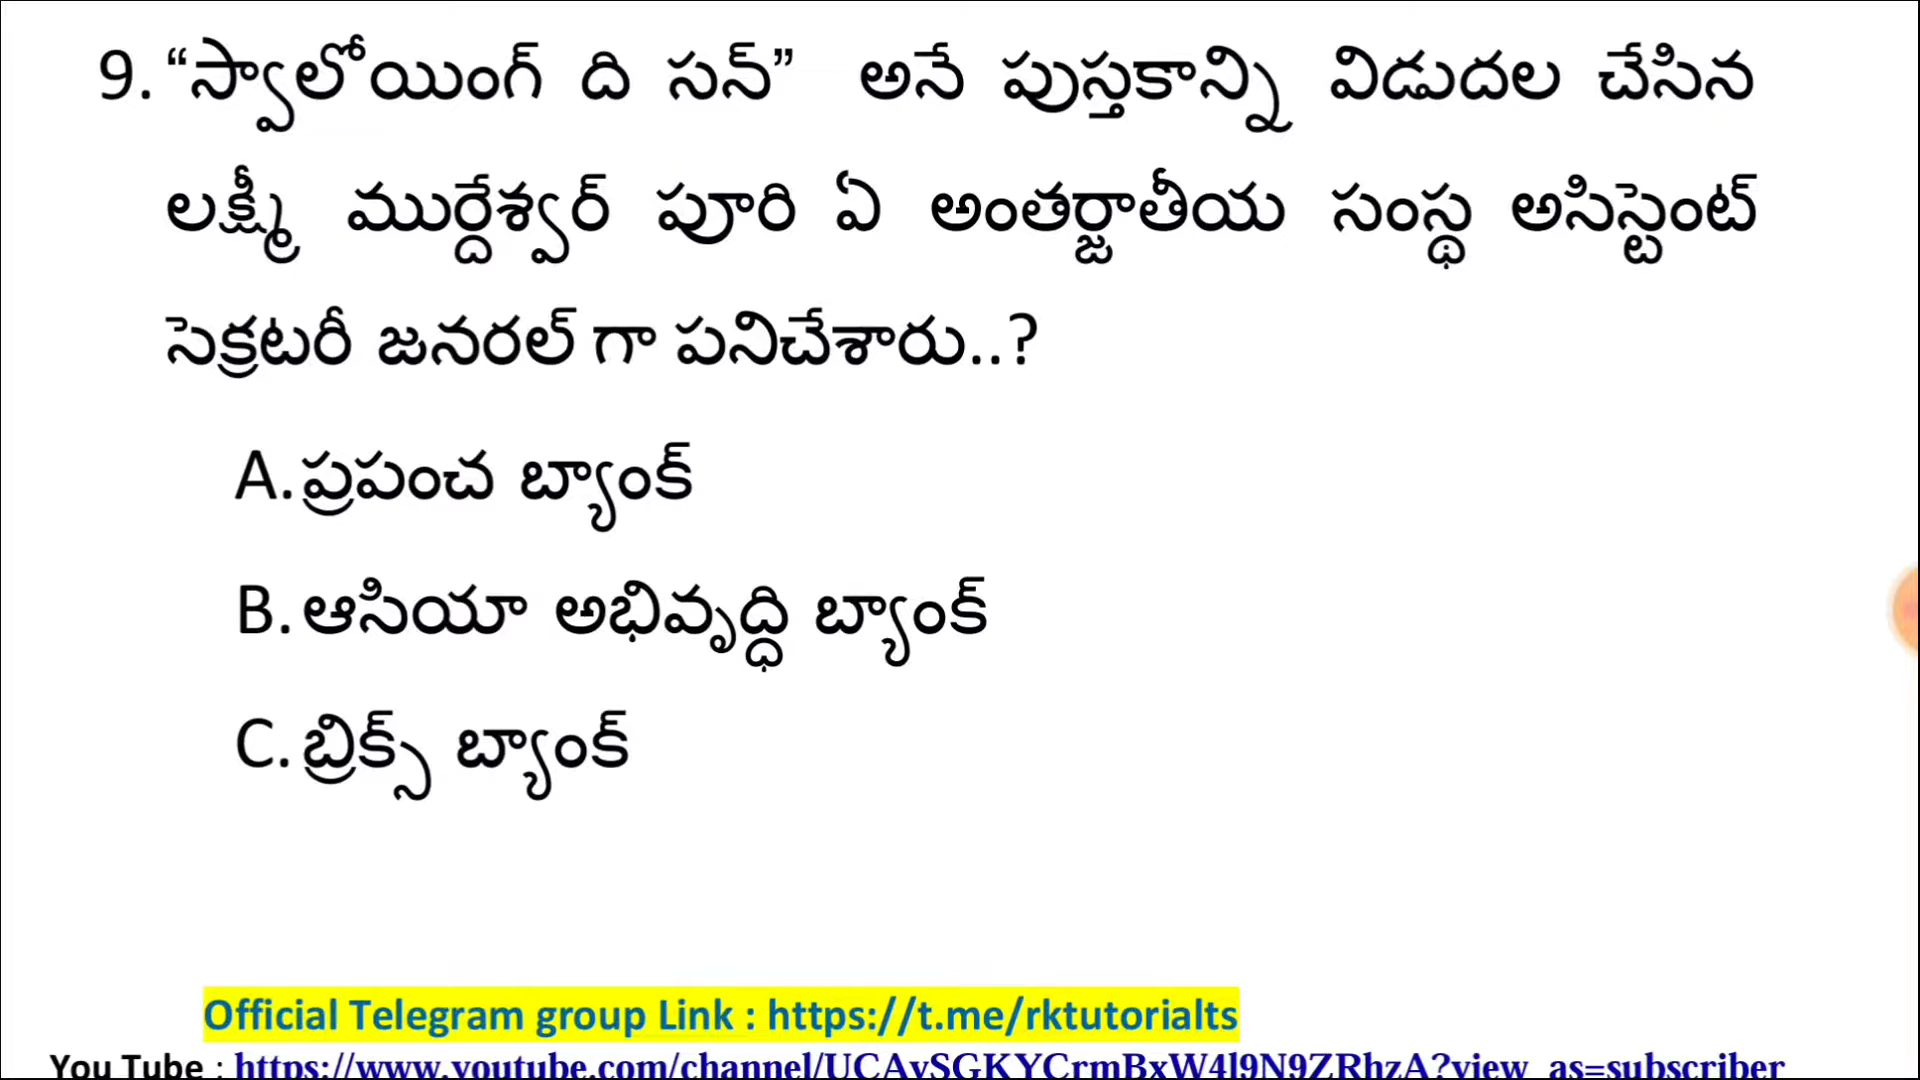 9. “స్వాలోయింగ్ ది సన్” అనే పుస్తకాన్ని విడుదల చేసిన
లక్ష్మీ ముర్దేశ్వర్ పూరి ఏ అంతర్జాతీయ సంస్థ అసిస్టెంట్
సెక్రటరీ జనరల్ గా పనిచేశారు..?
A. ప్రపంచ బ్యాంక్
B. ఆసియా అభివృద్ధి బ్యాంక్
C. బ్రిక్స్ బ్యాంక్
Official Telegram group Link : https://t.me/rktutorialts
You Tube : https://www.youtube.com/channel/UCAvSGKYCrmBxW4l9N9ZRhzA?view_as=subscriber